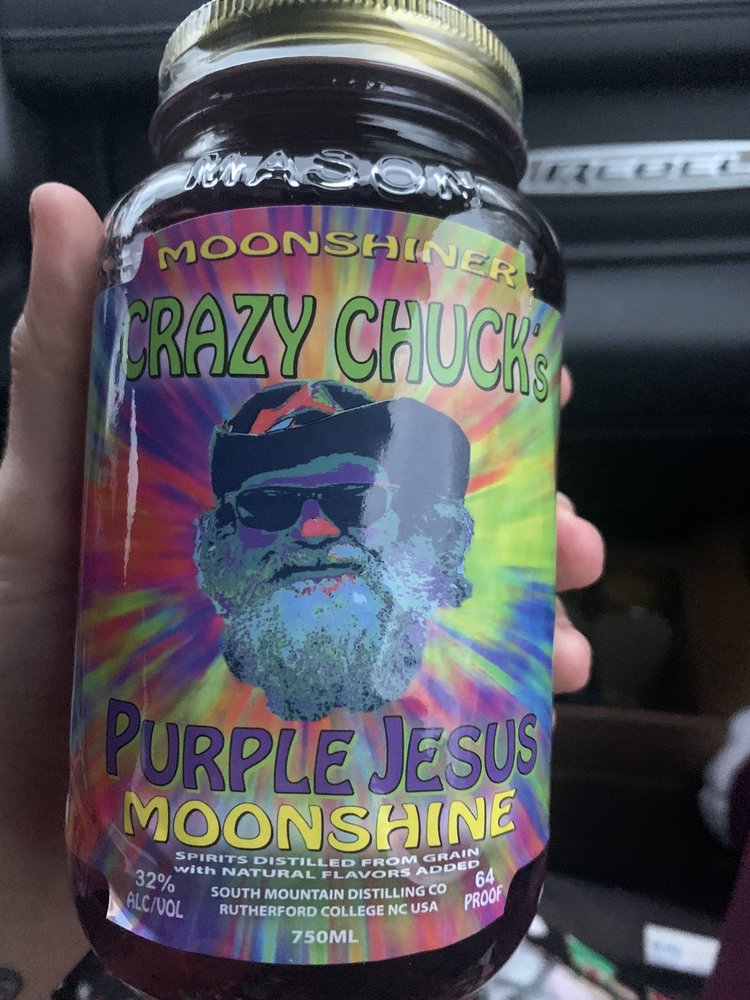 MASON
MOONSHINER
CRAZY CHUCK's
PURPLE JESUS
MOONSHINE
SPIRITS DISTILLED FROM GRAIN
with NATURAL FLAVORS ADDED
32%
ALC/VOL
SOUTH MOUNTAIN DISTILLING CO
RUTHERFORD COLLEGE NC USA
64
PROOF
750ML